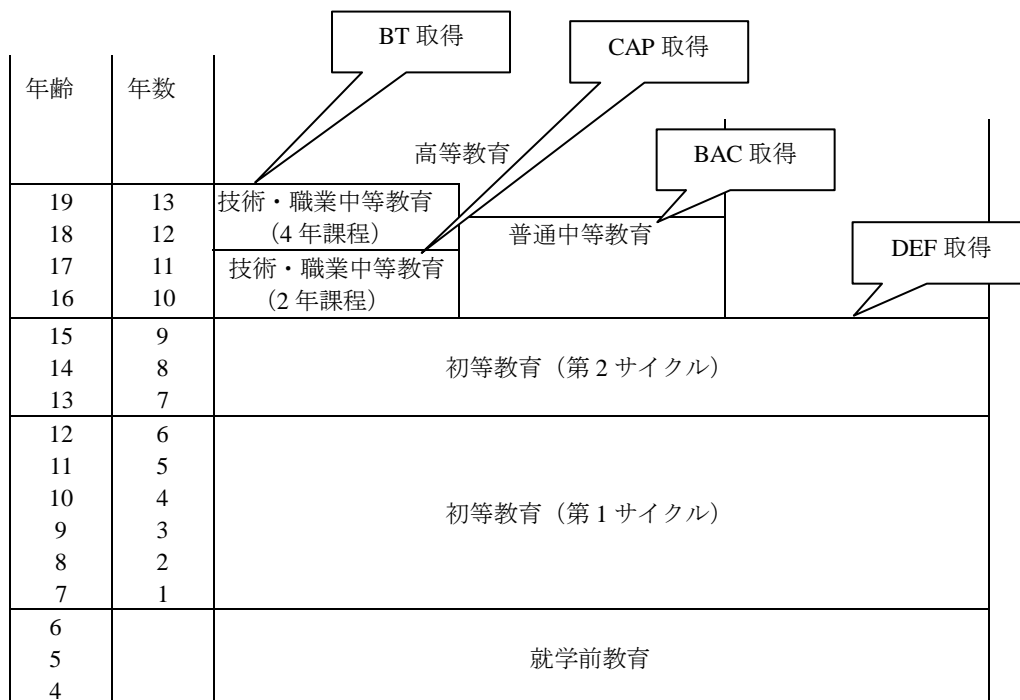 BT 取得
CAP 取得
年齢 年数
高等教育
BAC 取得
19 13 技術・職業中等教育
18 12 （4 年課程） 普通中等教育
DEF 取得
17 11 技術・職業中等教育
16 10 （2 年課程）
15 9
14 8 初等教育（第 2 サイクル）
13 7
12 6
11 5
10 4 初等教育（第 1 サイクル）
9 3
8 2
7 1
6
5 就学前教育
4